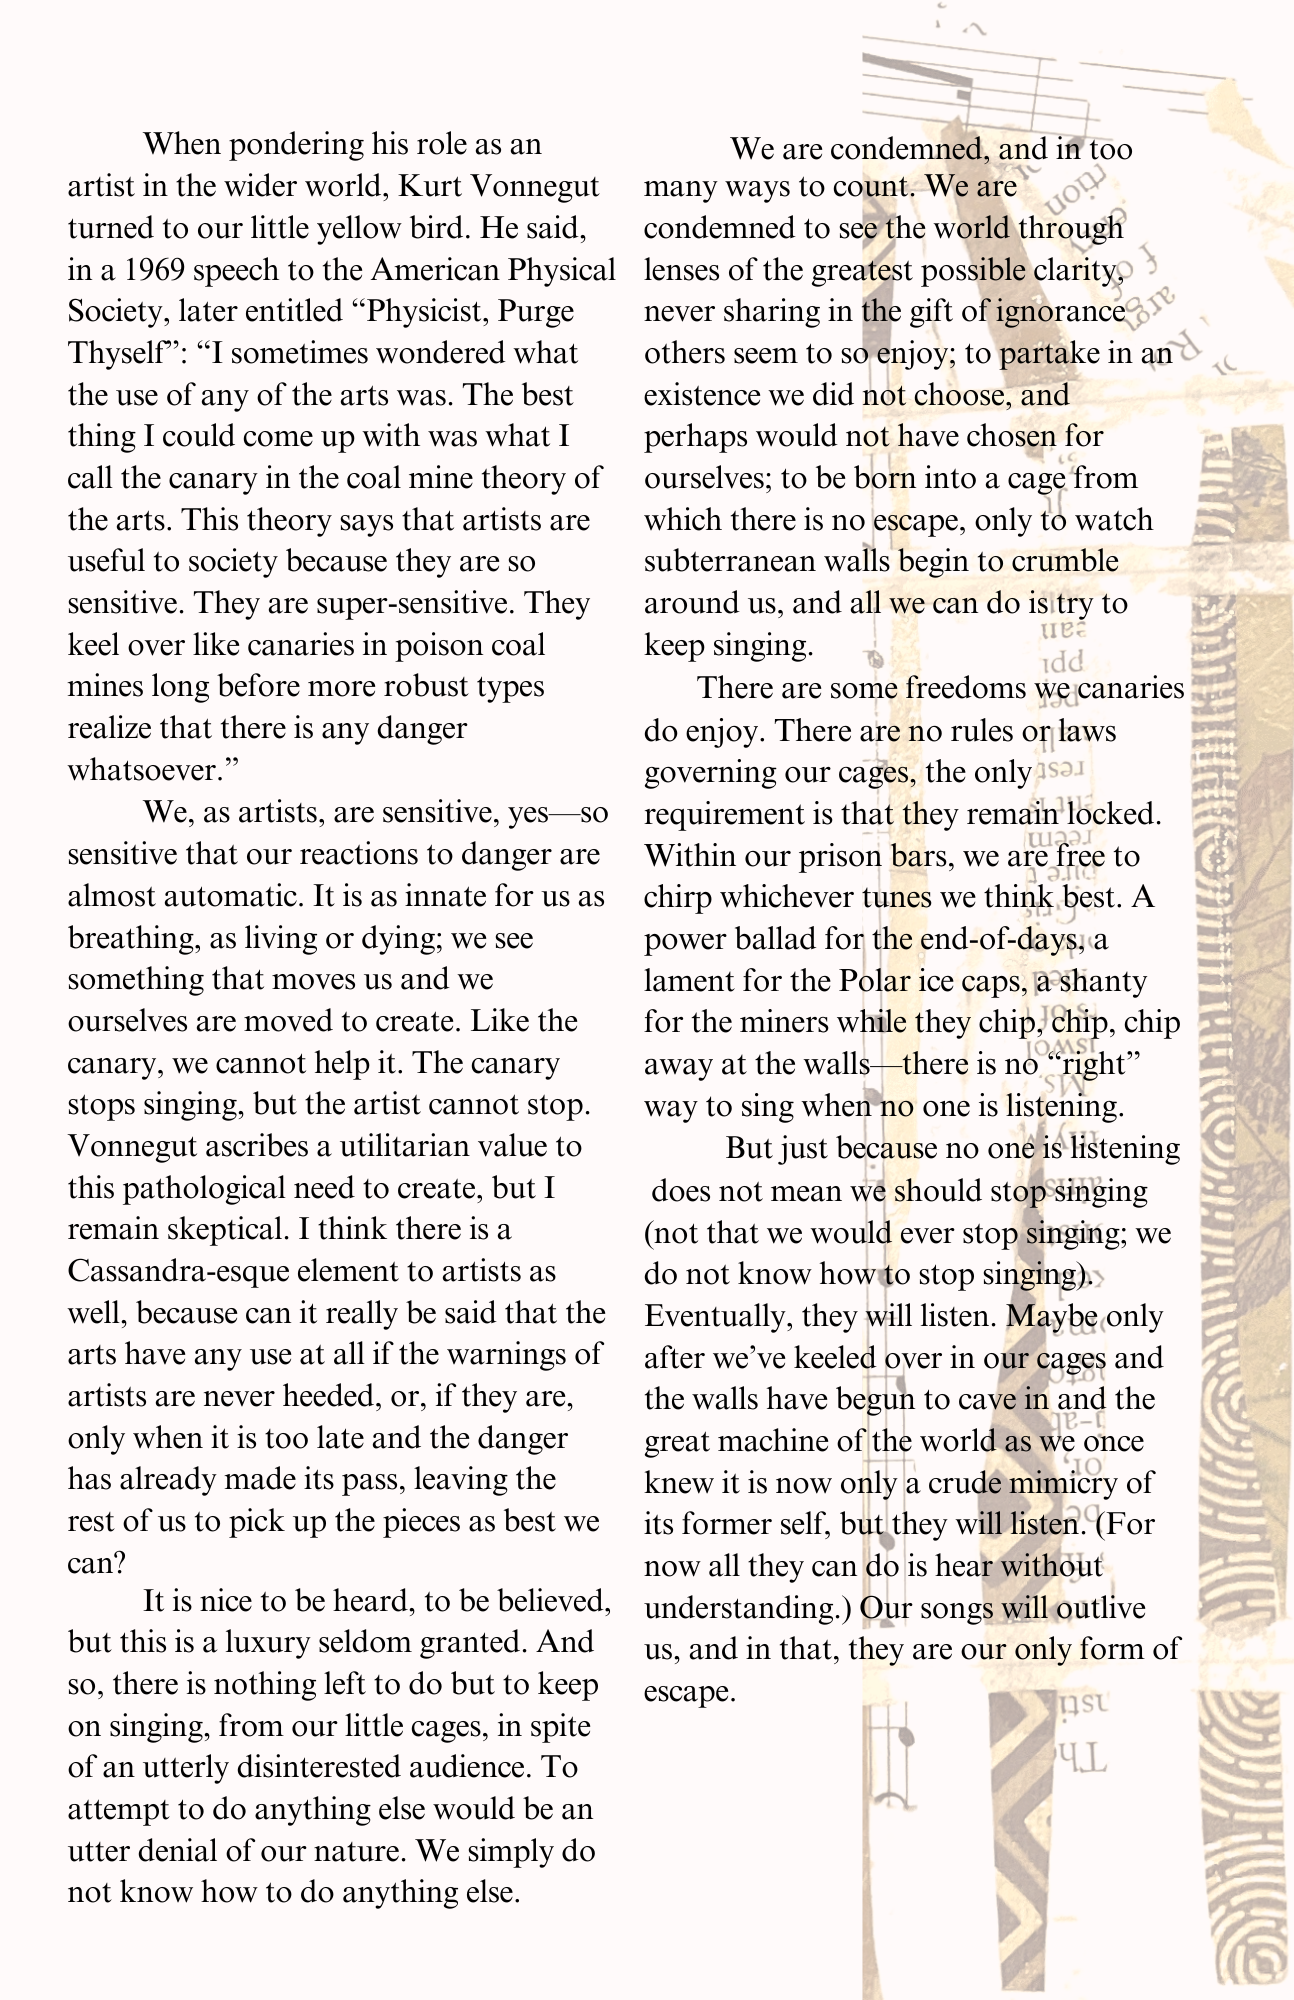 When pondering his role as an
artist in the wider world, Kurt Vonnegut
turned to our little yellow bird. He said,
in a 1969 speech to the American Physical
Society, later entitled “Physicist, Purge
Thyself”: “I sometimes wondered what
the use of any of the arts was. The best
thing I could come up with was what I
call the canary in the coal mine theory of
the arts. This theory says that artists are
useful to society because they are so
sensitive. They are super-sensitive. They
keel over like canaries in poison coal
mines long before more robust types
realize that there is any danger
whatsoever.”
We, as artists, are sensitive, yes—so
sensitive that our reactions to danger are
almost automatic. It is as innate for us as
breathing, as living or dying; we see
something that moves us and we
ourselves are moved to create. Like the
canary, we cannot help it. The canary
stops singing, but the artist cannot stop.
Vonnegut ascribes a utilitarian value to
this pathological need to create, but I
remain skeptical. I think there is a
Cassandra-esque element to artists as
well, because can it really be said that the
arts have any use at all if the warnings of
artists are never heeded, or, if they are,
only when it is too late and the danger
has already made its pass, leaving the
rest of us to pick up the pieces as best we
can?
It is nice to be heard, to be believed,
but this is a luxury seldom granted. And
so, there is nothing left to do but to keep
on singing, from our little cages, in spite
of an utterly disinterested audience. To
attempt to do anything else would be an
utter denial of our nature. We simply do
not know how to do anything else.
We are condemned, and in too
many ways to count. We are
condemned to see the world through
lenses of the greatest possible clarity,
never sharing in the gift of ignorance
others seem to so enjoy; to partake in an
existence we did not choose, and
perhaps would not have chosen for
ourselves; to be born into a cage from
which there is no escape, only to watch
subterranean walls begin to crumble
around us, and all we can do is try to
keep singing.
There are some freedoms we canaries
do enjoy. There are no rules or laws
governing our cages, the only
requirement is that they remain locked.
Within our prison bars, we are free to
chirp whichever tunes we think best. A
power ballad for the end-of-days, a
lament for the Polar ice caps, a shanty
for the miners while they chip, chip, chip
away at the walls—there is no “right”
way to sing when no one is listening.
But just because no one is listening
does not mean we should stop singing
(not that we would ever stop singing; we
do not know how to stop singing).
Eventually, they will listen. Maybe only
after we’ve keeled over in our cages and
the walls have begun to cave in and the
great machine of the world as we once
knew it is now only a crude mimicry of
its former self, but they will listen. (For
now all they can do is hear without
understanding.) Our songs will outlive
us, and in that, they are our only form of
escape.